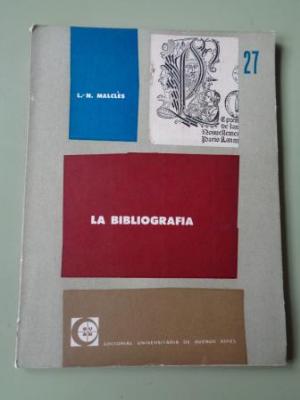 L.-N. MALCLÈS
27
LA BIBLIOGRAFIA
EDITORIAL UNIVERSITARIA DE BUENOS AIRES